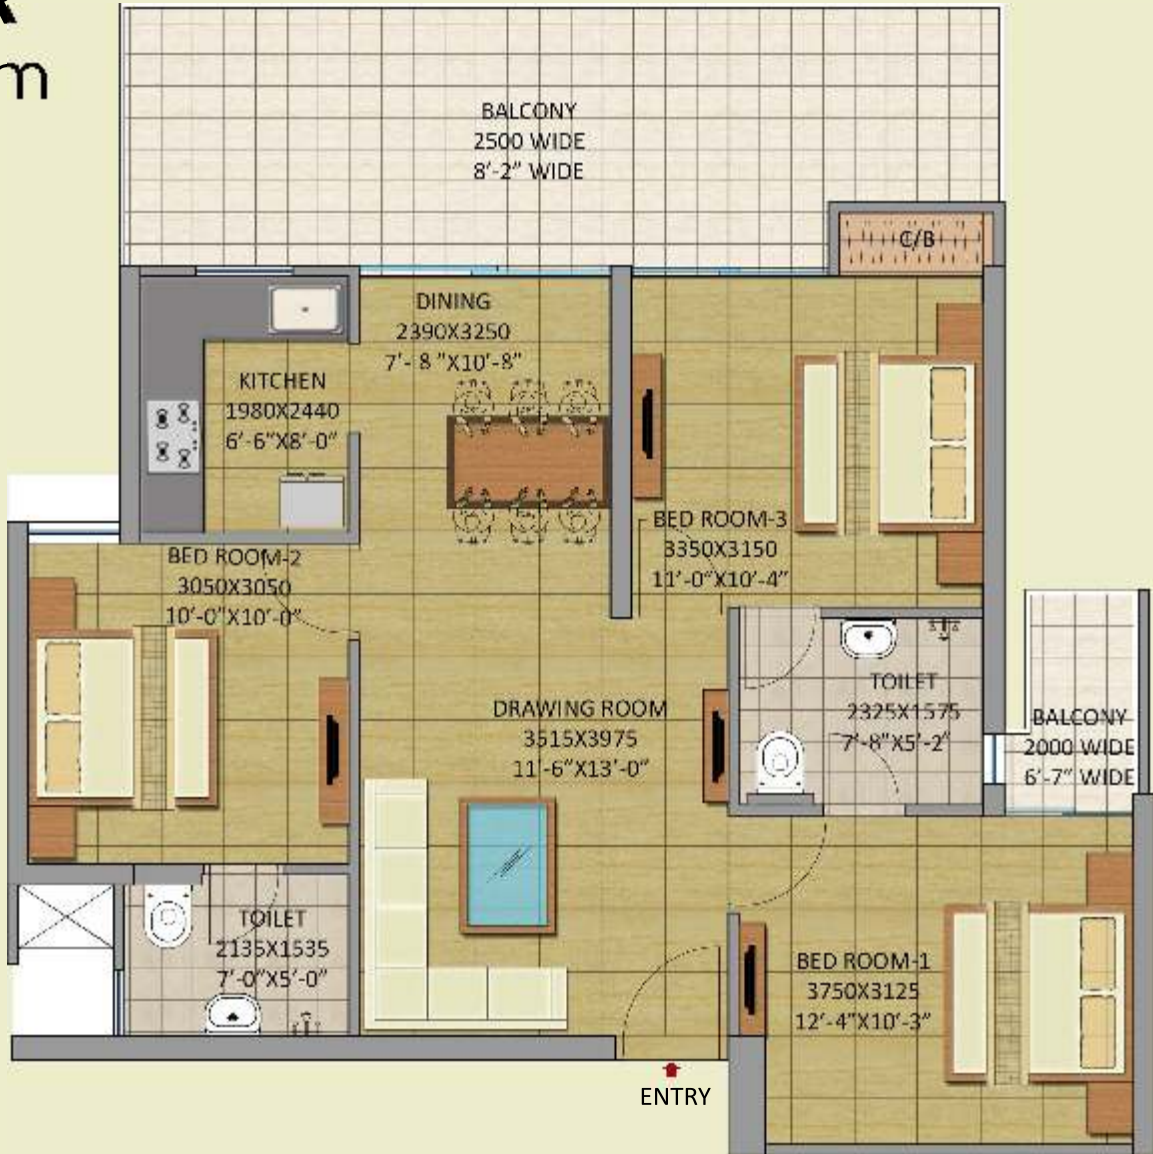 m
BALCONY
2500 WIDE
8'-2" WIDE
C/B
DINING
2390X3250
7'- 8 "X10'-8"
KITCHEN
1980X2440
6'-6"X8'-0"
BED ROOM-3
3350X3150
11'-0"X10'-4"
BED ROOM-2
3050X3050
10'-0"X10'-0"
TOILET
2325X1575
7'-8"X5'-2"
DRAWING ROOM
3515X3975
11'-6"X13'-0"
BALCONY
2000 WIDE
6'-7" WIDE
TOILET
2135X1535
7'-0"X5'-0"
BED ROOM-1
3750X3125
12'-4"X10'-3"
ENTRY